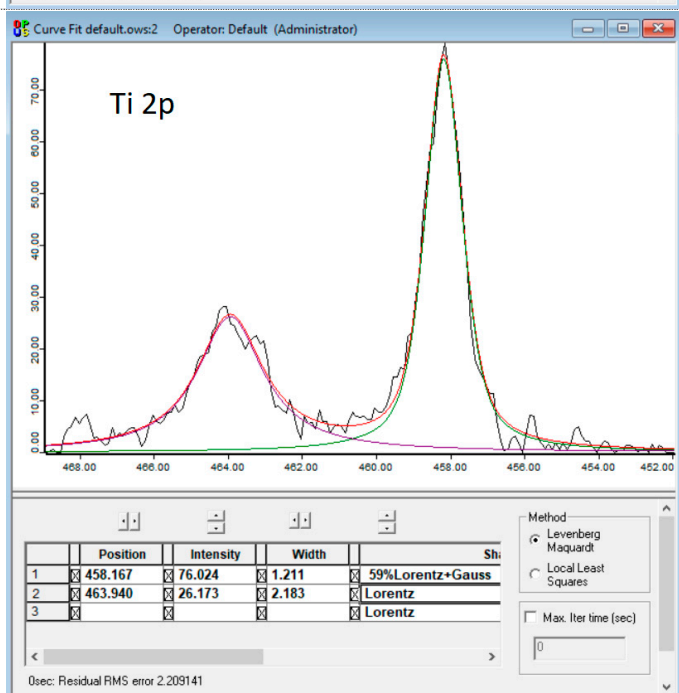 Curve Fit default.ows:2 Operator: Default (Administrator)
Ti 2p
70.00
60.00
50.00
40.00
30.00
20.00
10.00
0.00
468.00 466.00 464.00 462.00 460.00 458.00 456.00 454.00 452.00
Position Intensity Width Sha
1 458.167 76.024 1.211 59%Lorentz+Gauss
2 463.940 26.173 2.183 Lorentz
3
Method
Levenberg
Maquardt
Local Least
Squares
Max. Iter time (sec)
0
0sec: Residual RMS error 2.209141